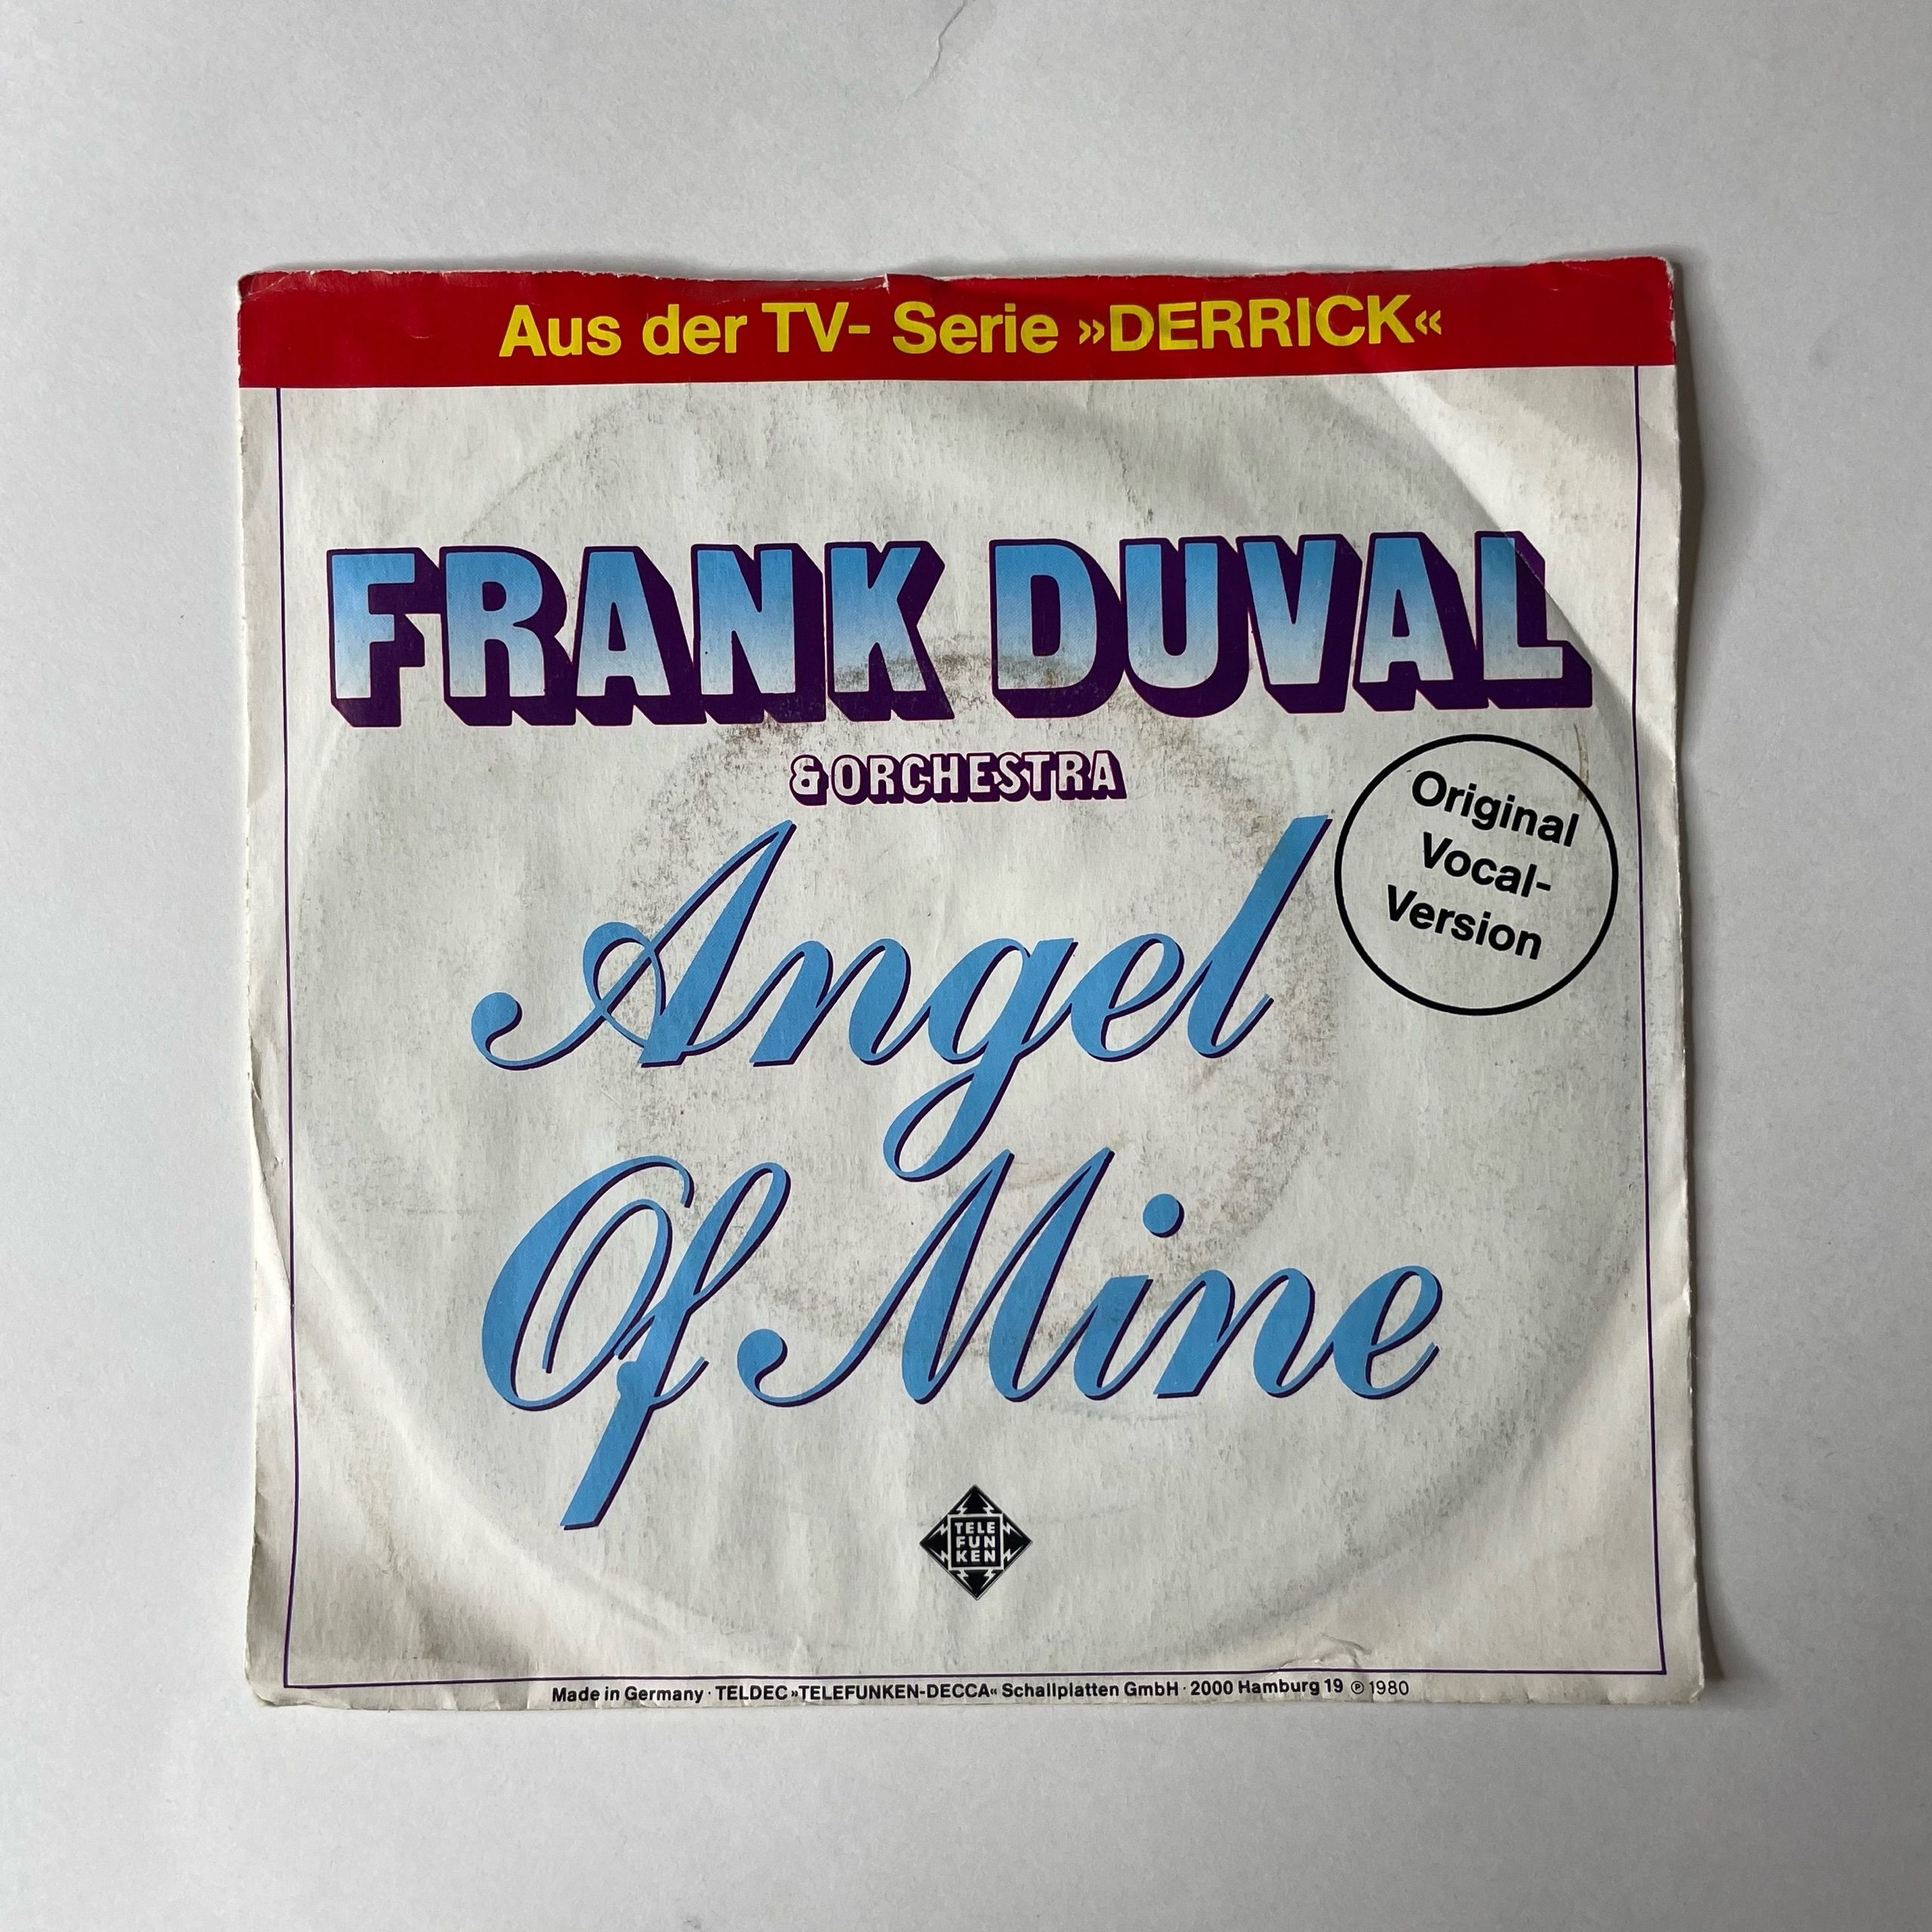 Aus der TV- Serie »DERRICK«
FRANK DUVAL
& ORCHESTRA
Original
Vocal-
Version
Angel
Of Mine
TELE
FUN
KEN
Made in Germany · TELDEC »TELEFUNKEN-DECCA« Schallplatten GmbH · 2000 Hamburg 19 ℗ 1980